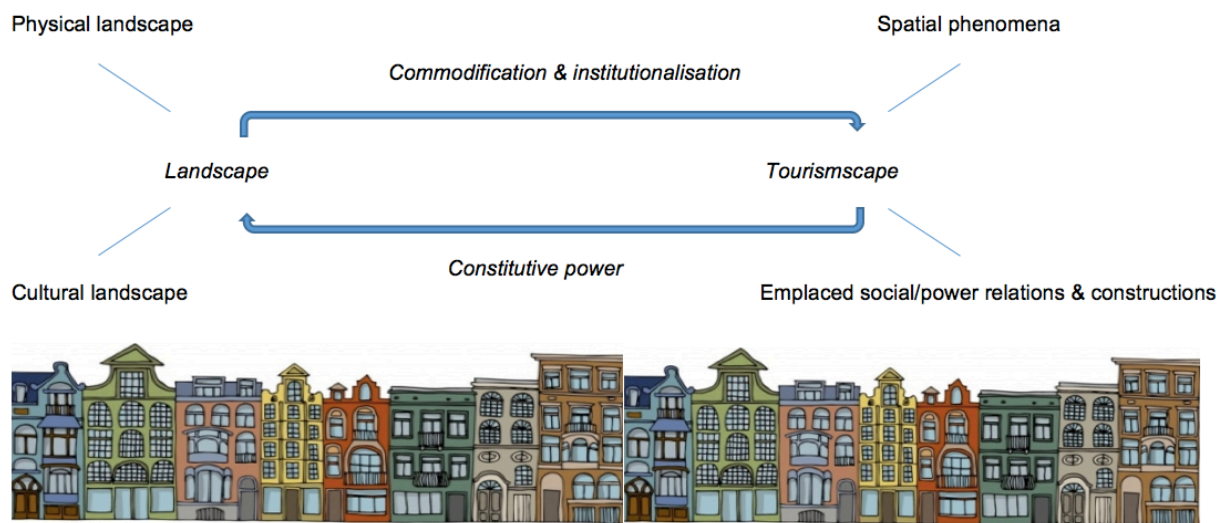 Physical landscape
Spatial phenomena
Commodification & institutionalisation
Landscape
Tourismscape
Constitutive power
Cultural landscape
Emplaced social/power relations & constructions